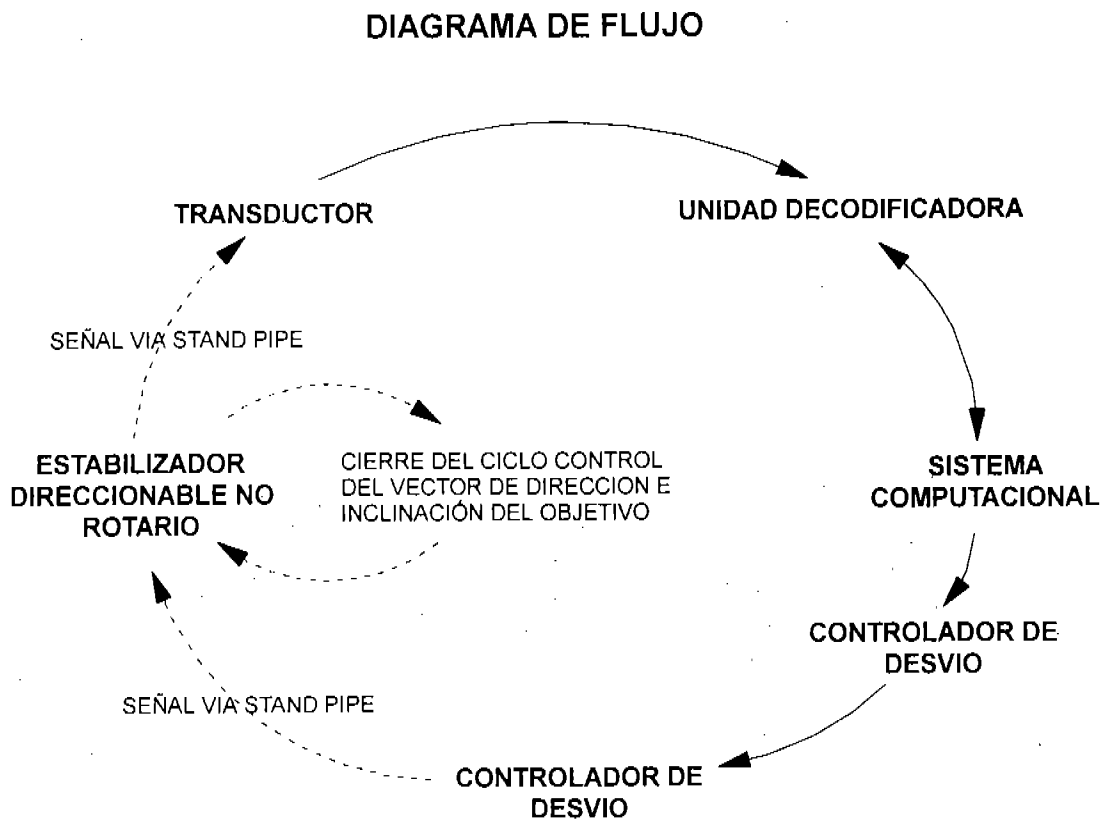 DIAGRAMA DE FLUJO
TRANSDUCTOR
UNIDAD DECODIFICADORA
SEÑAL VIA STAND PIPE
ESTABILIZADOR
DIRECCIONABLE NO
ROTARIO
CIERRE DEL CICLO CONTROL
DEL VECTOR DE DIRECCION E
INCLINACIÓN DEL OBJETIVO
SISTEMA
COMPUTACIONAL
CONTROLADOR DE
DESVIO
SEÑAL VIA STAND PIPE
CONTROLADOR DE
DESVIO